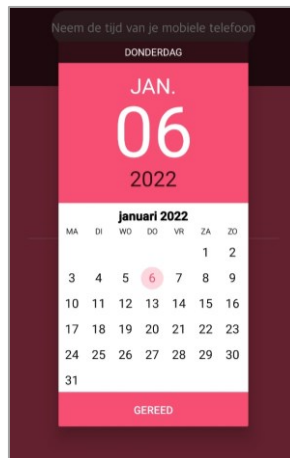 Neem de tijd van je mobiele telefoon
DONDERDAG
JAN.
06
2022
januari 2022
MA DI WO DO VR ZA ZO
1 2
3 4 5 6 7 8 9
10 11 12 13 14 15 16
17 18 19 20 21 22 23
24 25 26 27 28 29 30
31
GEREED